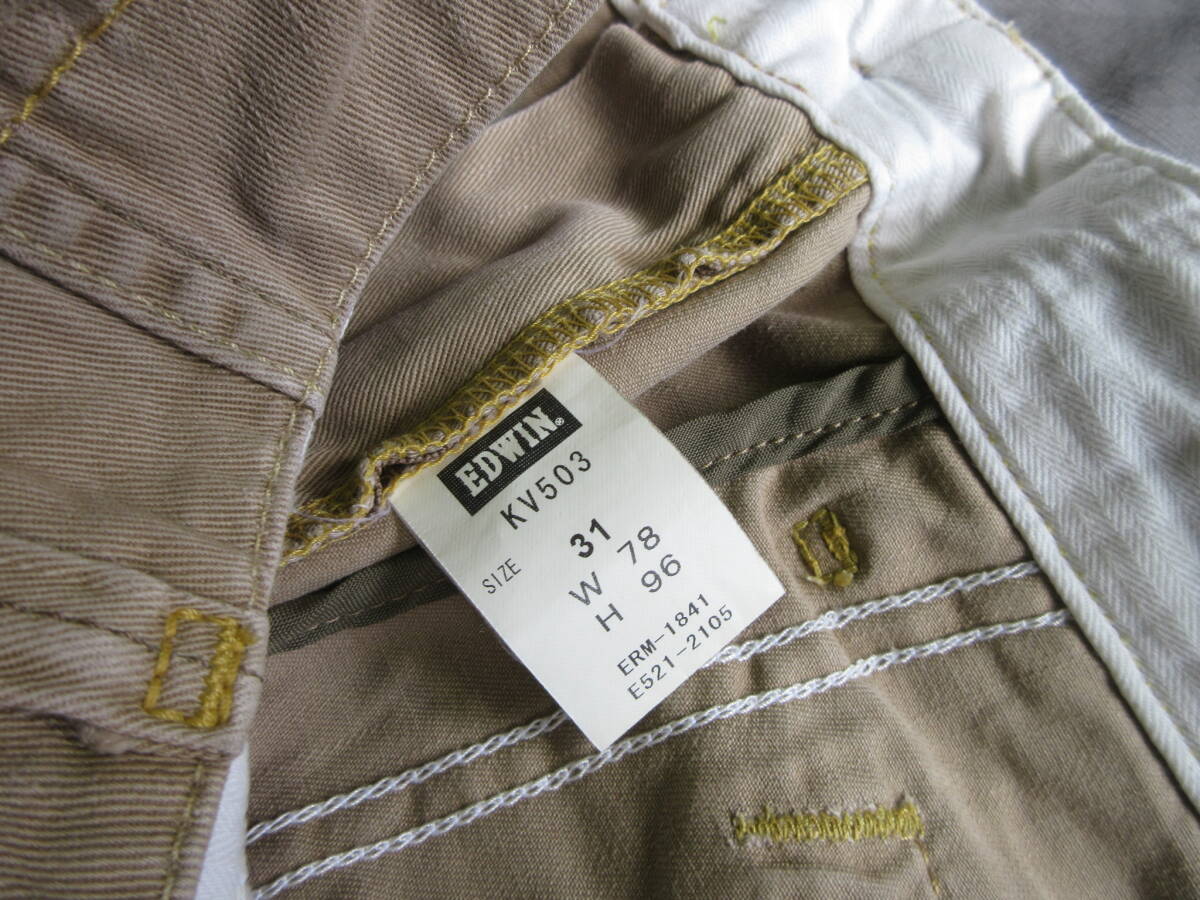 EDWIN®
KV503
SIZE 31
W 78
H 96
ERM-1841
E521-2105